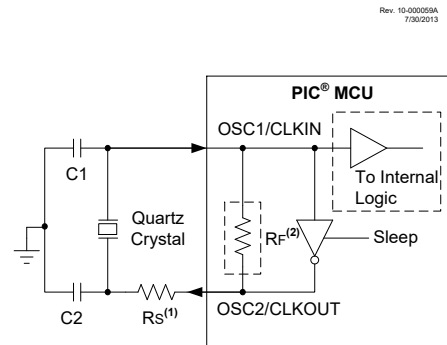 Rev. 10-000059A
7/30/2013
PIC® MCU
OSC1/CLKIN
C1
To Internal
Logic
Quartz
Crystal
RF(2)
Sleep
C2
RS(1)
OSC2/CLKOUT